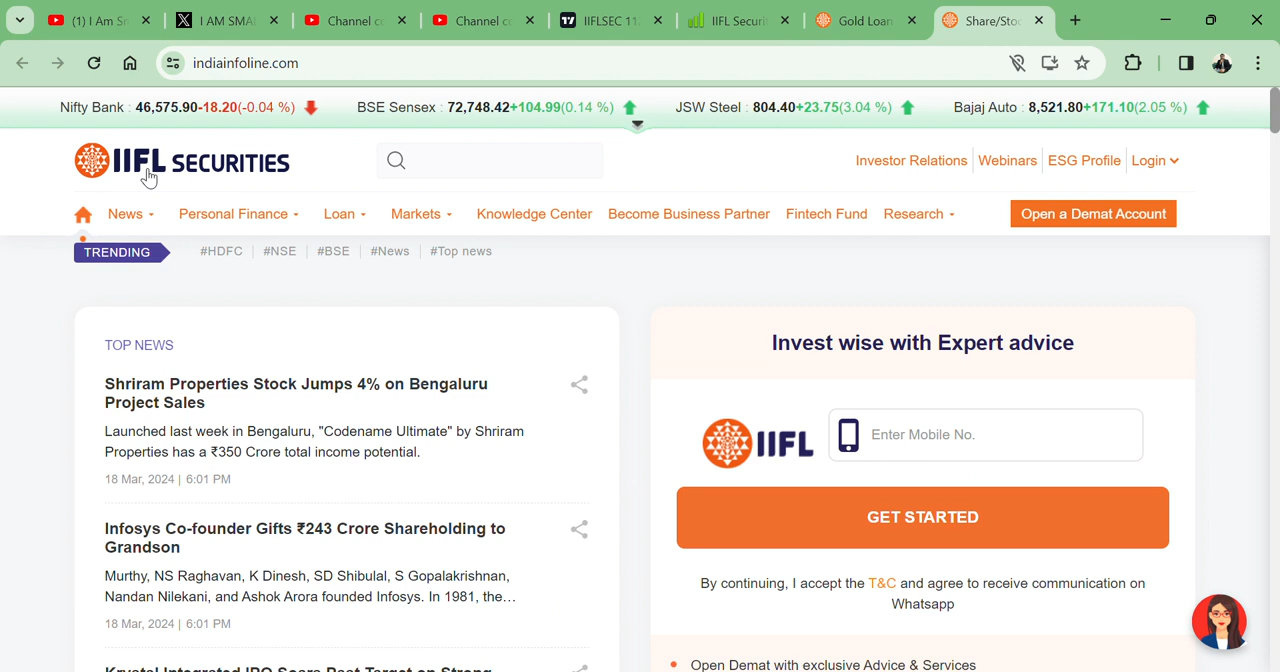 (1) I Am Sn
I AM SMA
Channel c
Channel c
IIFLSEC 11
IIFL Securi
Gold Loan
Share/Stoc
indiainfoline.com
Nifty Bank : 46,575.90-18.20(-0.04 %)
BSE Sensex : 72,748.42+104.99(0.14 %)
JSW Steel : 804.40+23.75(3.04 %)
Bajaj Auto : 8,521.80+171.10(2.05 %)
IIFL SECURITIES
Investor Relations
Webinars
ESG Profile
Login
News
Personal Finance
Loan
Markets
Knowledge Center
Become Business Partner
Fintech Fund
Research
Open a Demat Account
TRENDING
#HDFC
#NSE
#BSE
#News
#Top news
TOP NEWS
Shriram Properties Stock Jumps 4% on Bengaluru
Project Sales
Launched last week in Bengaluru, "Codename Ultimate" by Shriram
Properties has a ₹350 Crore total income potential.
18 Mar, 2024 | 6:01 PM
Infosys Co-founder Gifts ₹243 Crore Shareholding to
Grandson
Murthy, NS Raghavan, K Dinesh, SD Shibulal, S Gopalakrishnan,
Nandan Nilekani, and Ashok Arora founded Infosys. In 1981, the…
18 Mar, 2024 | 6:01 PM
Krystal Integrated IPO Soars Past Target on Strong
Invest wise with Expert advice
IIFL
Enter Mobile No.
GET STARTED
By continuing, I accept the T&C and agree to receive communication on
Whatsapp
Open Demat with exclusive Advice & Services